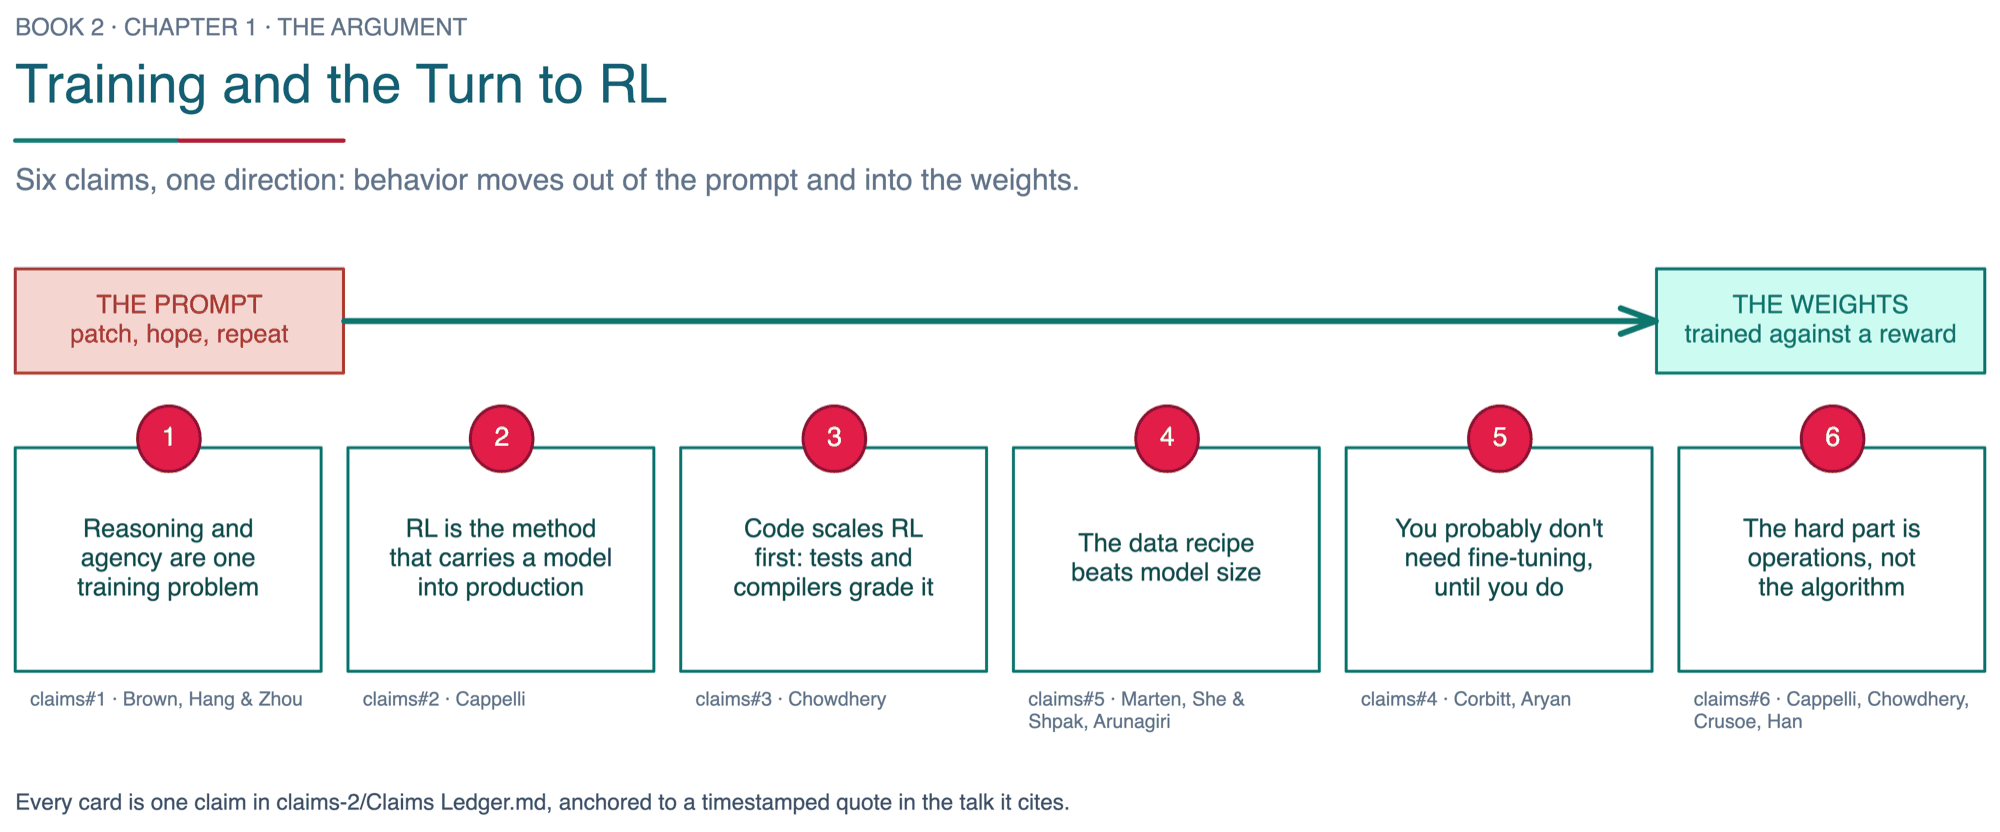 BOOK 2 · CHAPTER 1 · THE ARGUMENT
Training and the Turn to RL
Six claims, one direction: behavior moves out of the prompt and into the weights.
THE PROMPT
patch, hope, repeat
THE WEIGHTS
trained against a reward
1
Reasoning and
agency are one
training problem
claims#1 · Brown, Hang & Zhou
2
RL is the method
that carries a model
into production
claims#2 · Cappelli
3
Code scales RL
first: tests and
compilers grade it
claims#3 · Chowdhery
4
The data recipe
beats model size
claims#5 · Marten, She &
Shpak, Arunagiri
5
You probably don't
need fine-tuning,
until you do
claims#4 · Corbitt, Aryan
6
The hard part is
operations, not
the algorithm
claims#6 · Cappelli, Chowdhery,
Crusoe, Han
Every card is one claim in claims-2/Claims Ledger.md, anchored to a timestamped quote in the talk it cites.